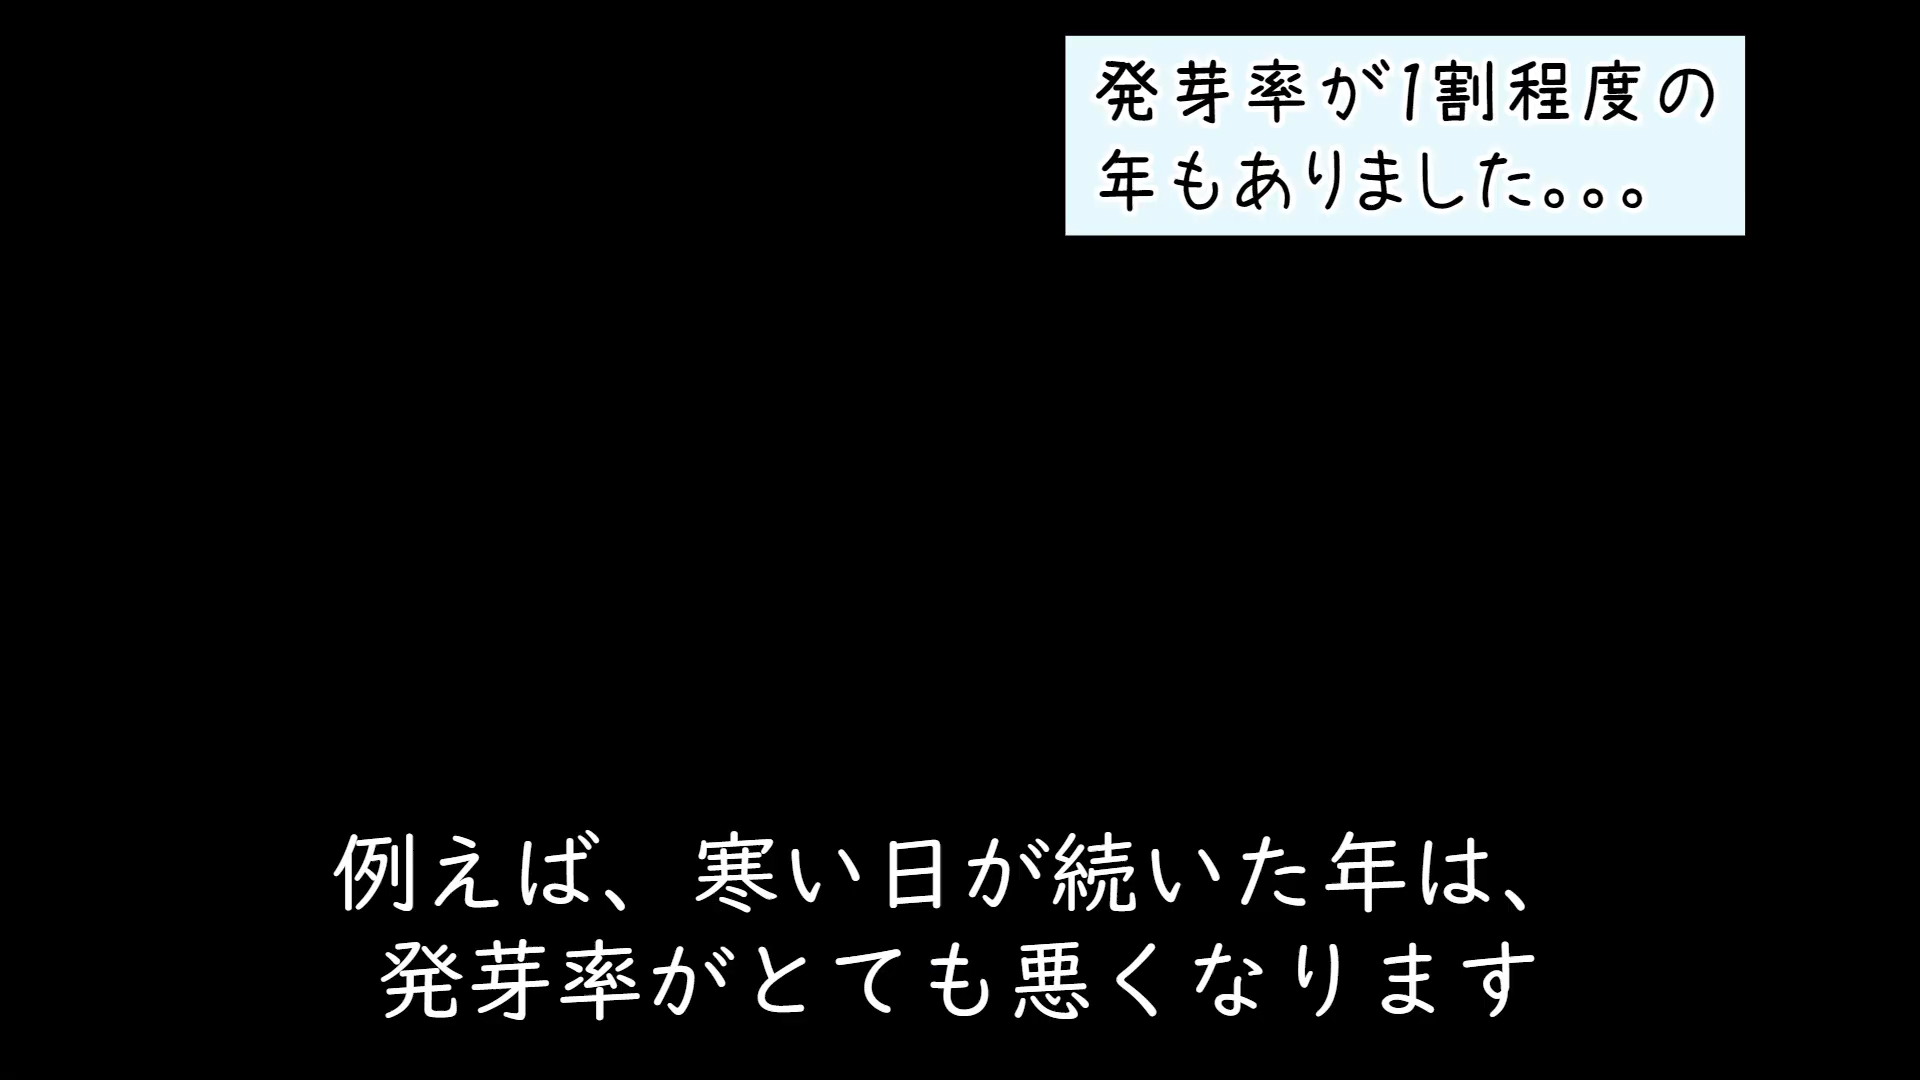 発芽率が1割程度の
年もありました。。。
例えば、寒い日が続いた年は、
発芽率がとても悪くなります